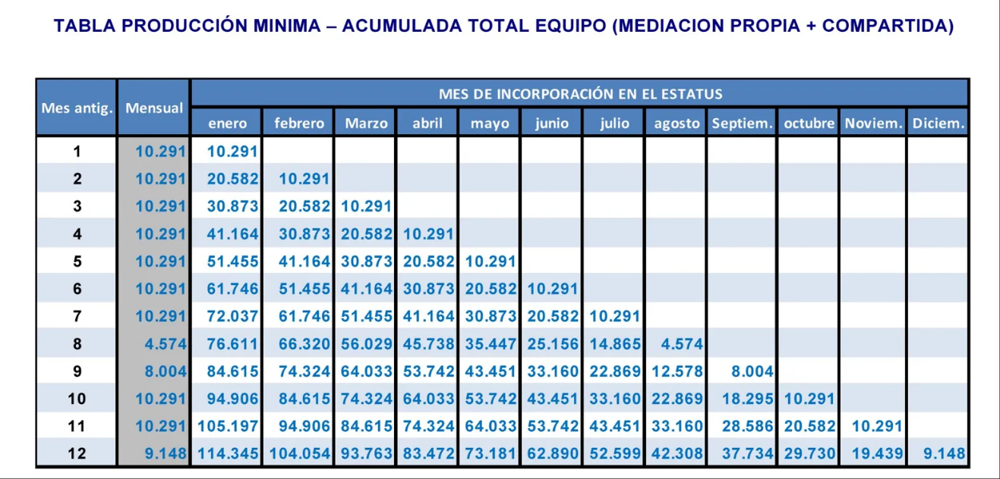 TABLA PRODUCCIÓN MINIMA – ACUMULADA TOTAL EQUIPO (MEDIACION PROPIA + COMPARTIDA)
Mes antig. Mensual MES DE INCORPORACIÓN EN EL ESTATUS
enero febrero Marzo abril mayo junio julio agosto Septiem. octubre Noviem. Diciem.
1 10.291 10.291
2 10.291 20.582 10.291
3 10.291 30.873 20.582 10.291
4 10.291 41.164 30.873 20.582 10.291
5 10.291 51.455 41.164 30.873 20.582 10.291
6 10.291 61.746 51.455 41.164 30.873 20.582 10.291
7 10.291 72.037 61.746 51.455 41.164 30.873 20.582 10.291
8 4.574 76.611 66.320 56.029 45.738 35.447 25.156 14.865 4.574
9 8.004 84.615 74.324 64.033 53.742 43.451 33.160 22.869 12.578 8.004
10 10.291 94.906 84.615 74.324 64.033 53.742 43.451 33.160 22.869 18.295 10.291
11 10.291 105.197 94.906 84.615 74.324 64.033 53.742 43.451 33.160 28.586 20.582 10.291
12 9.148 114.345 104.054 93.763 83.472 73.181 62.890 52.599 42.308 37.734 29.730 19.439 9.148